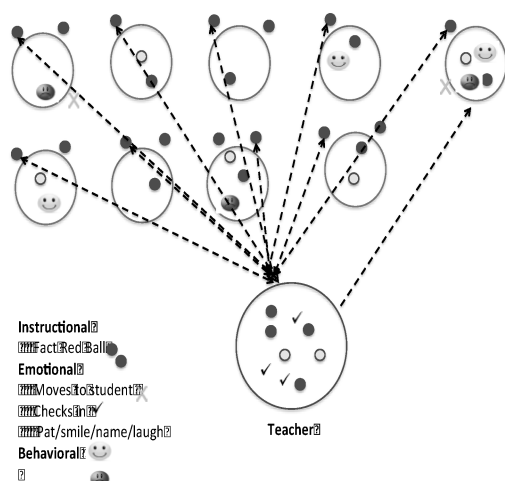 Instructional
Fact Red Ball
Emotional
Moves to student
Checks in
Pat/smile/name/laugh
Behavioral
Teacher